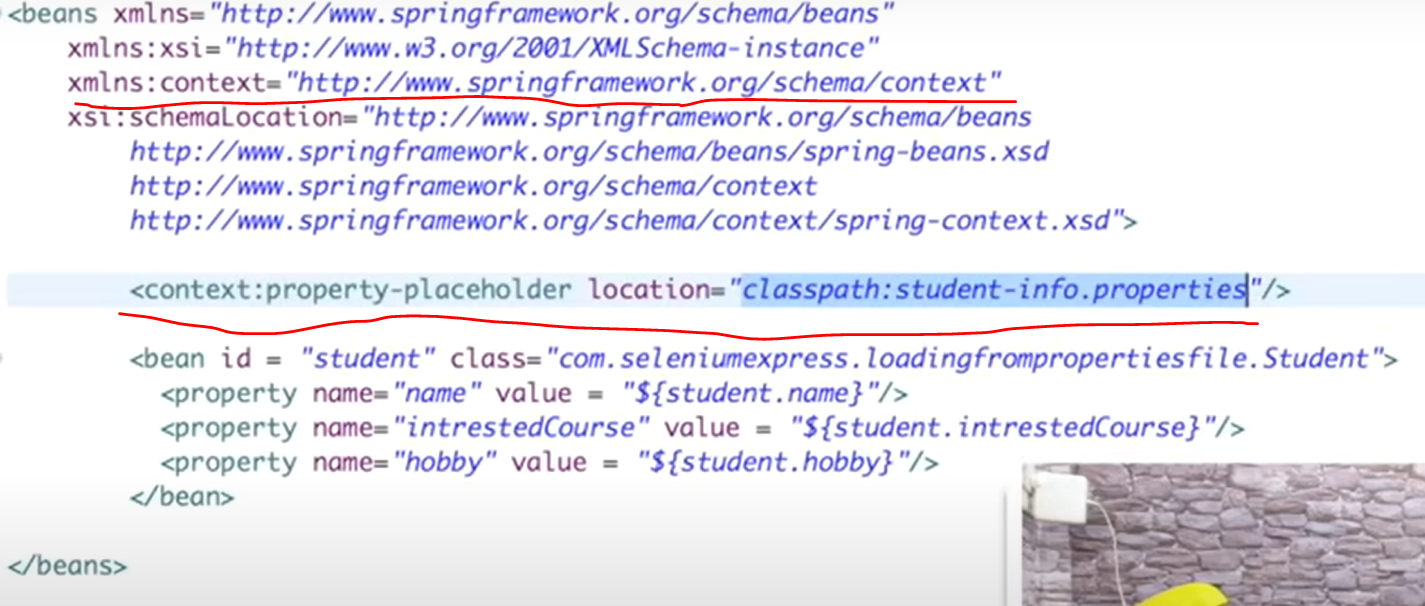 <beans xmlns="http://www.springframework.org/schema/beans"
xmlns:xsi="http://www.w3.org/2001/XMLSchema-instance"
xmlns:context="http://www.springframework.org/schema/context"
xsi:schemaLocation="http://www.springframework.org/schema/beans
http://www.springframework.org/schema/beans/spring-beans.xsd
http://www.springframework.org/schema/context
http://www.springframework.org/schema/context/spring-context.xsd">
<context:property-placeholder location="classpath:student-info.properties"/>
<bean id = "student" class="com.seleniumexpress.loadingfrompropertiesfile.Student">
<property name="name" value = "${student.name}"/>
<property name="intrestedCourse" value = "${student.intrestedCourse}"/>
<property name="hobby" value = "${student.hobby}"/>
</bean>
</beans>